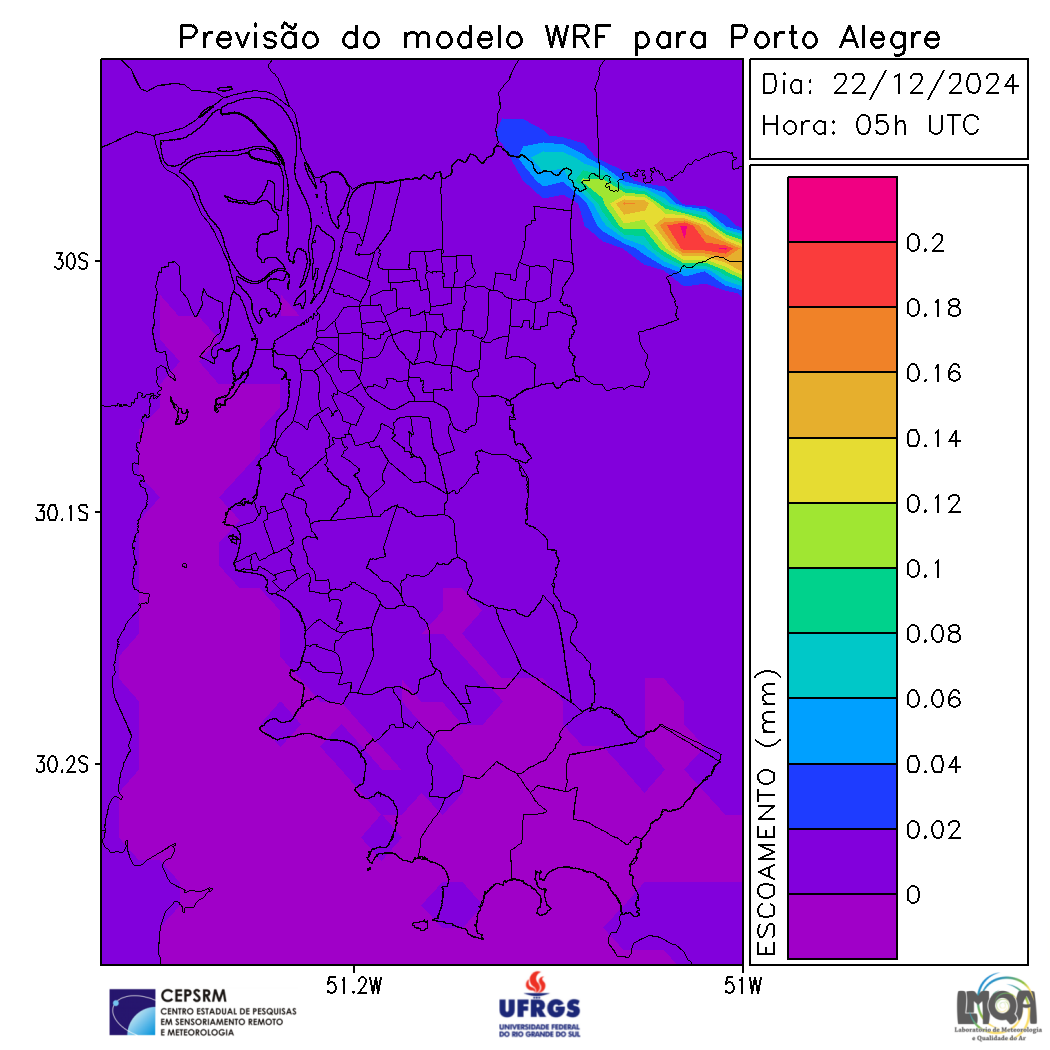 Previsão do modelo WRF para Porto Alegre
Dia: 22/12/2024
Hora: 05h UTC
30S
30.1S
30.2S
51.2W
51W
ESCOAMENTO (mm)
0.2
0.18
0.16
0.14
0.12
0.1
0.08
0.06
0.04
0.02
0
CEPSRM
CENTRO ESTADUAL DE PESQUISAS
EM SENSORIAMENTO REMOTO
E METEOROLOGIA
UFRGS
UNIVERSIDADE FEDERAL
DO RIO GRANDE DO SUL
LMQA
Laboratório de Meteorologia
e Qualidade do Ar